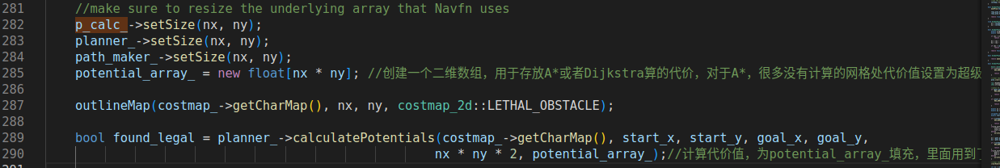 281 //make sure to resize the underlying array that Navfn uses
282 p_calc_->setSize(nx, ny);
283 planner_->setSize(nx, ny);
284 path_maker_->setSize(nx, ny);
285 potential_array_ = new float[nx * ny]; //创建一个二维数组，用于存放A*或者Dijkstra算的代价，对于A*，很多没有计算的网格处代价值设置为超级
286
287 outlineMap(costmap_->getCharMap(), nx, ny, costmap_2d::LETHAL_OBSTACLE);
288
289 bool found_legal = planner_->calculatePotentials(costmap_->getCharMap(), start_x, start_y, goal_x, goal_y,
290 nx * ny * 2, potential_array_);//计算代价值，为potential_array_填充，里面用到